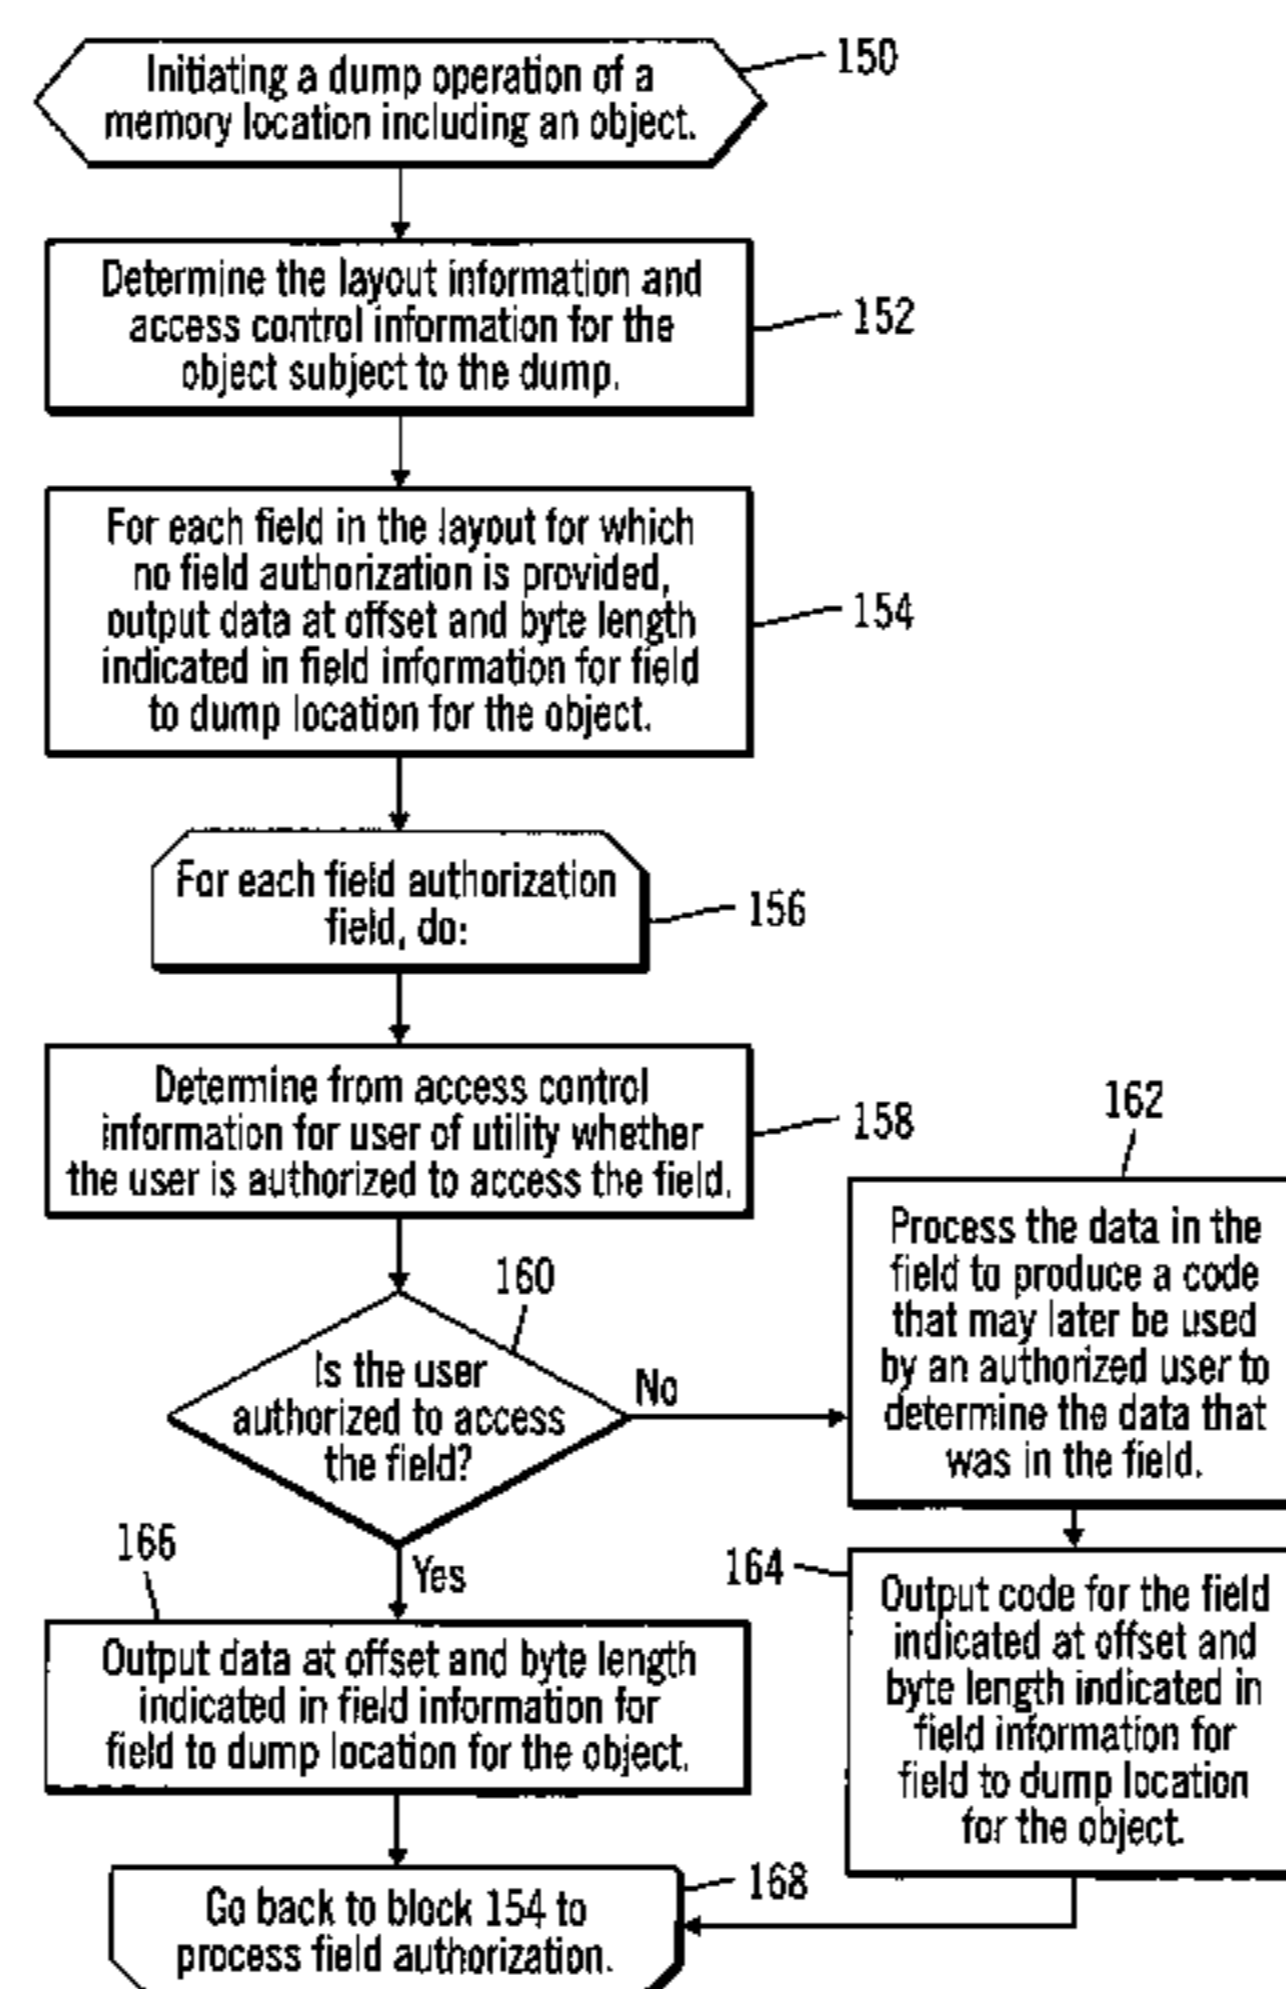 Initiating a dump operation of a
memory location including an object.
150
Determine the layout information and
access control information for the
object subject to the dump.
152
For each field in the layout for which
no field authorization is provided,
output data at offset and byte length
indicated in field information for field
to dump location for the object.
154
For each field authorization
field, do:
156
Determine from access control
information for user of utility whether
the user is authorized to access the field.
158
160
Is the user
authorized to access
the field?
No
Yes
162
Process the data in the
field to produce a code
that may later be used
by an authorized user to
determine the data that
was in the field.
164
Output code for the field
indicated at offset and
byte length indicated in
field information for
field to dump location
for the object.
166
Output data at offset and byte length
indicated in field information for
field to dump location for the object.
168
Go back to block 154 to
process field authorization.